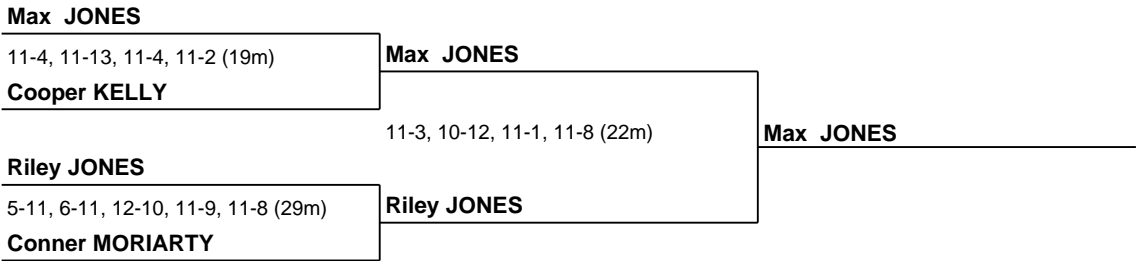 Max JONES
11-4, 11-13, 11-4, 11-2 (19m)
Max JONES
Cooper KELLY
11-3, 10-12, 11-1, 11-8 (22m)
Max JONES
Riley JONES
5-11, 6-11, 12-10, 11-9, 11-8 (29m)
Riley JONES
Conner MORIARTY